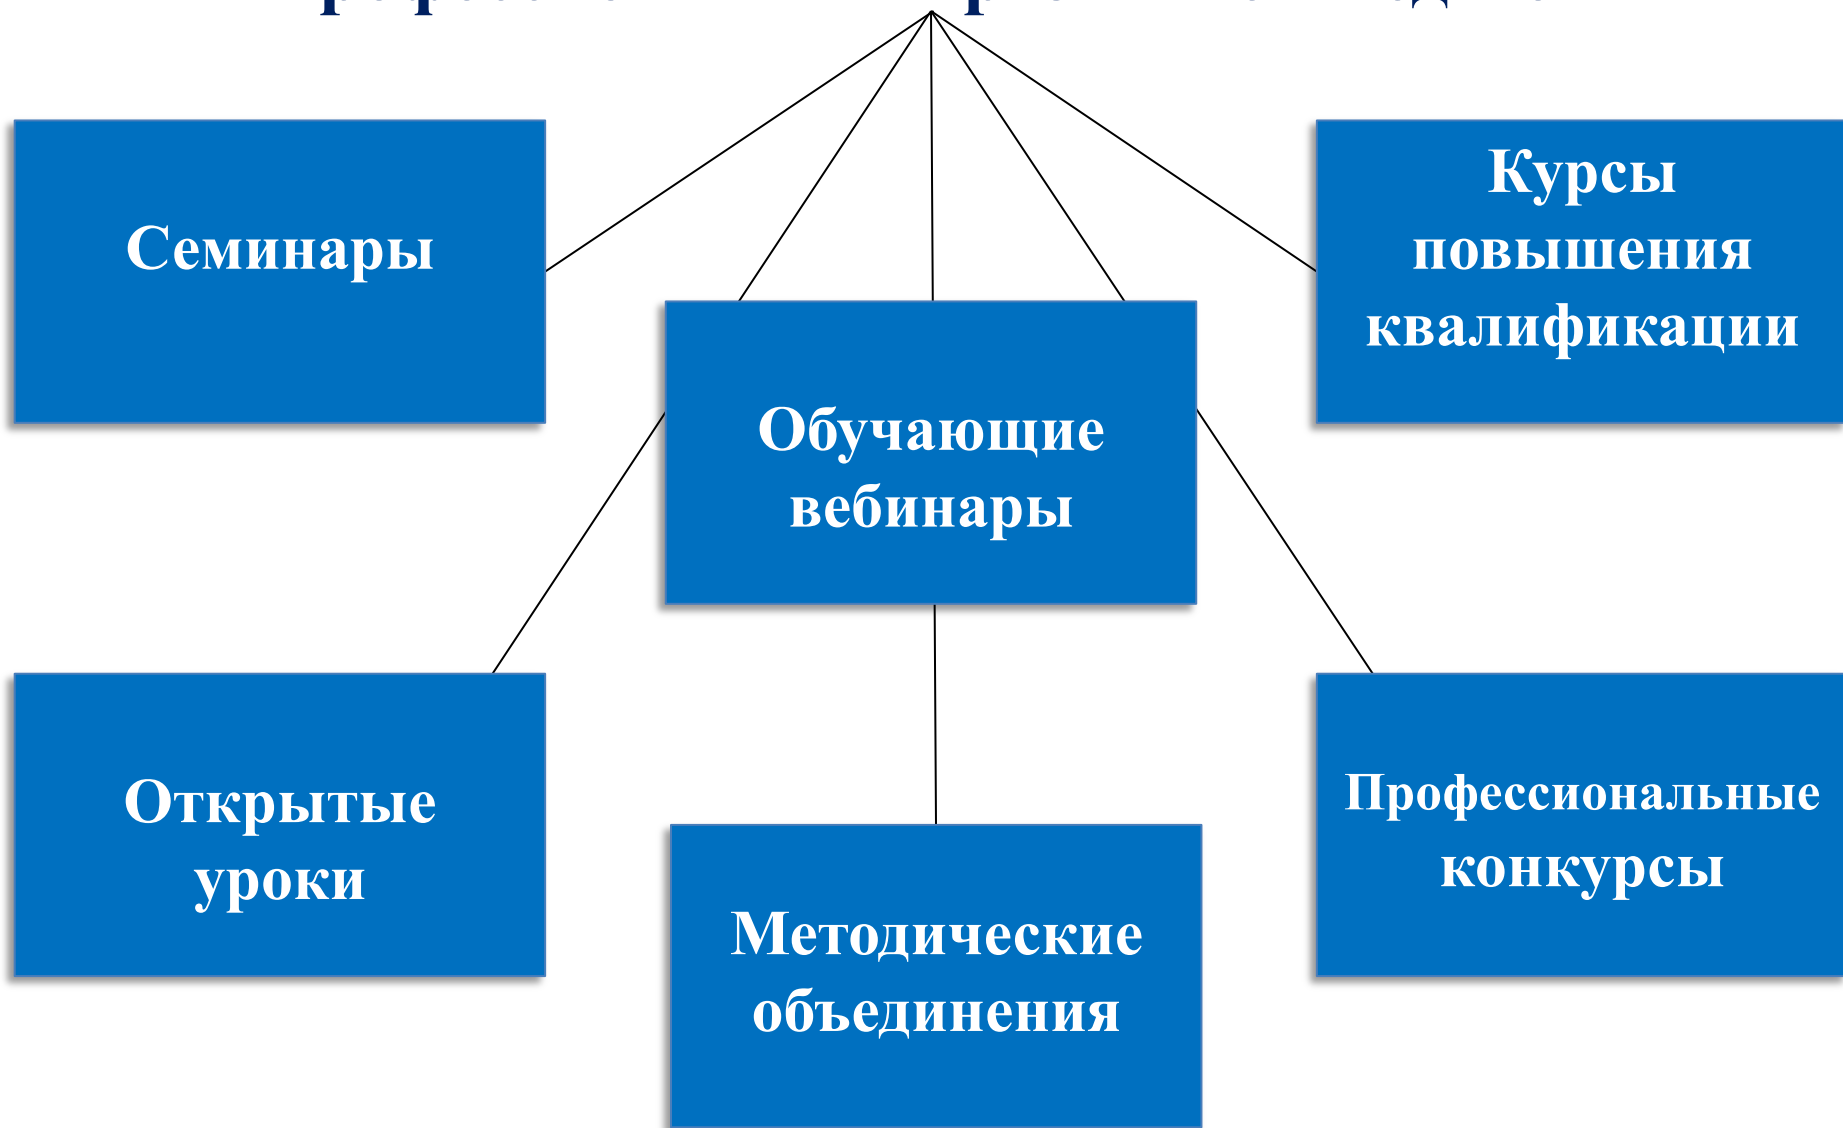 Семинары
Курсы
повышения
квалификации
Обучающие
вебинары
Открытые
уроки
Профессиональные
конкурсы
Методические
объединения